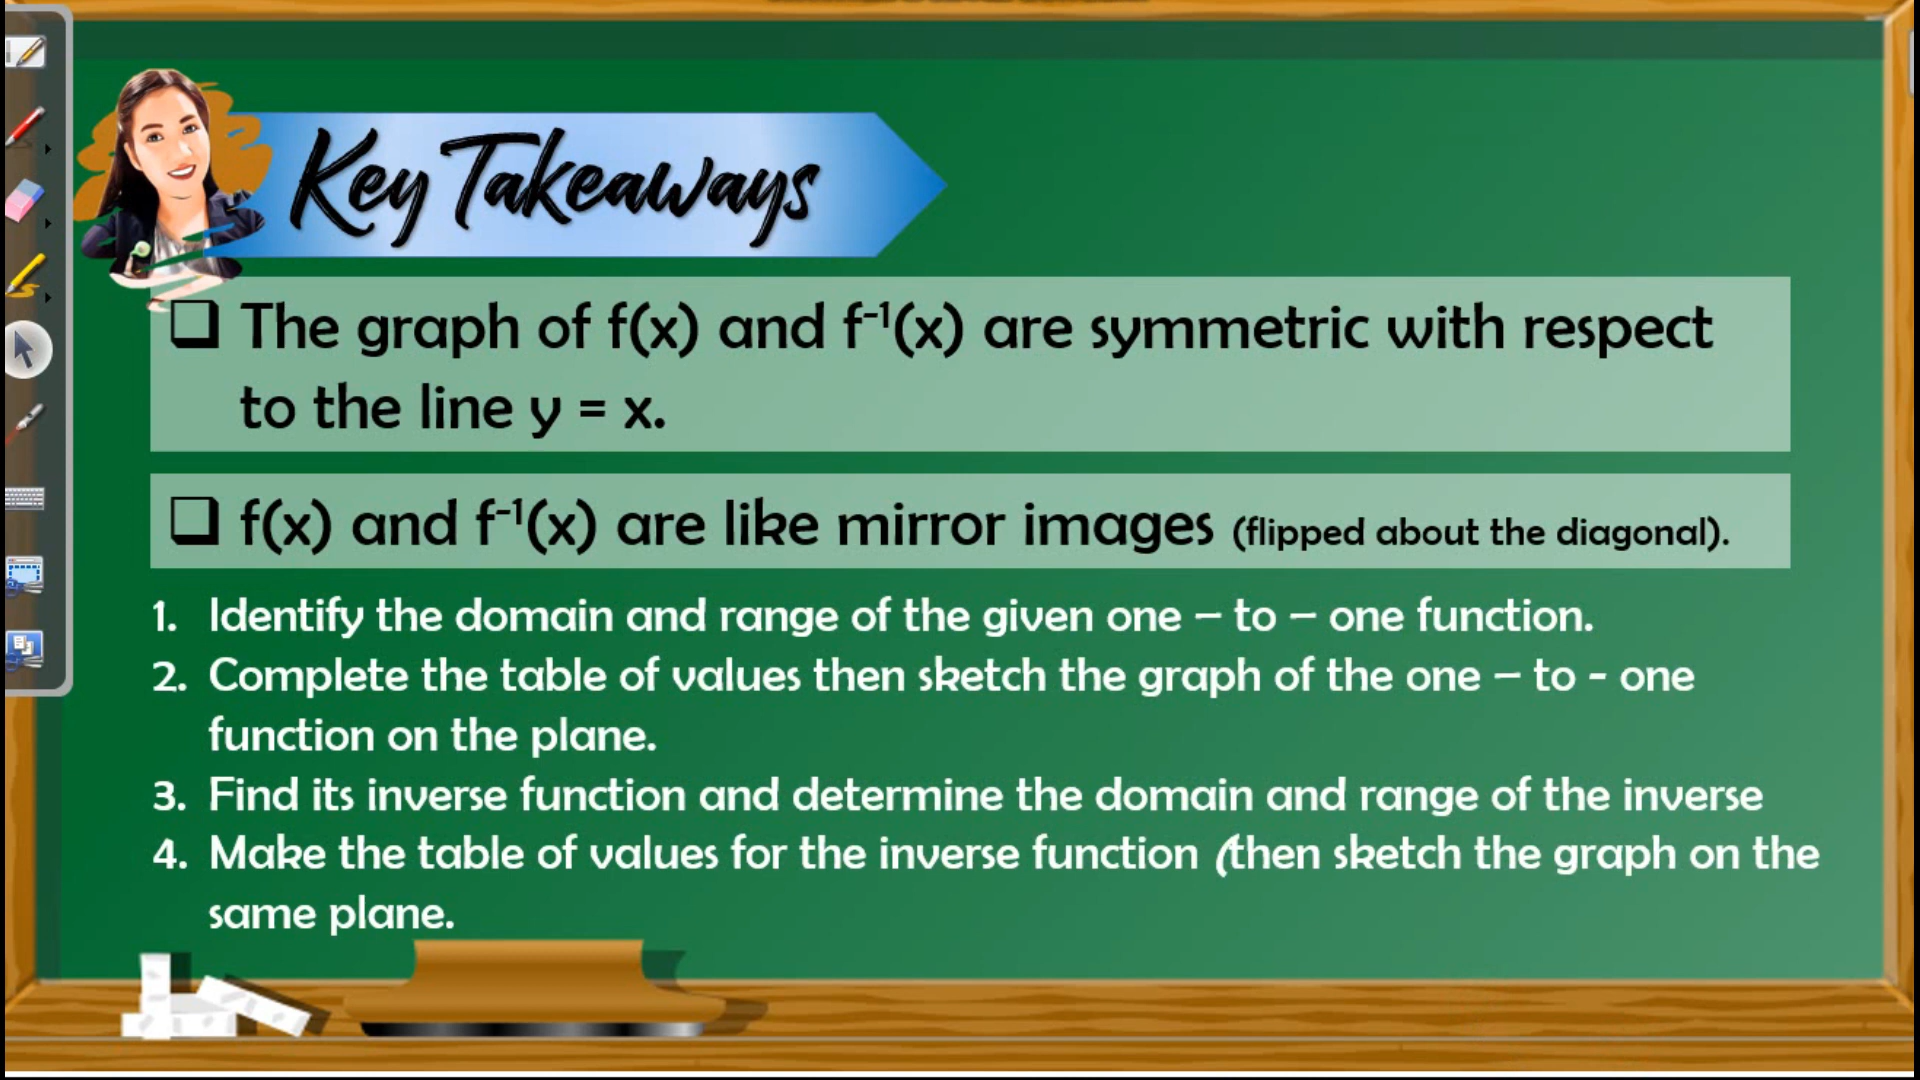 Key Takeaways
❑ The graph of f(x) and f⁻¹(x) are symmetric with respect
to the line y = x.
❑ f(x) and f⁻¹(x) are like mirror images (flipped about the diagonal).
1. Identify the domain and range of the given one – to – one function.
2. Complete the table of values then sketch the graph of the one – to - one
function on the plane.
3. Find its inverse function and determine the domain and range of the inverse
4. Make the table of values for the inverse function (then sketch the graph on the
same plane.